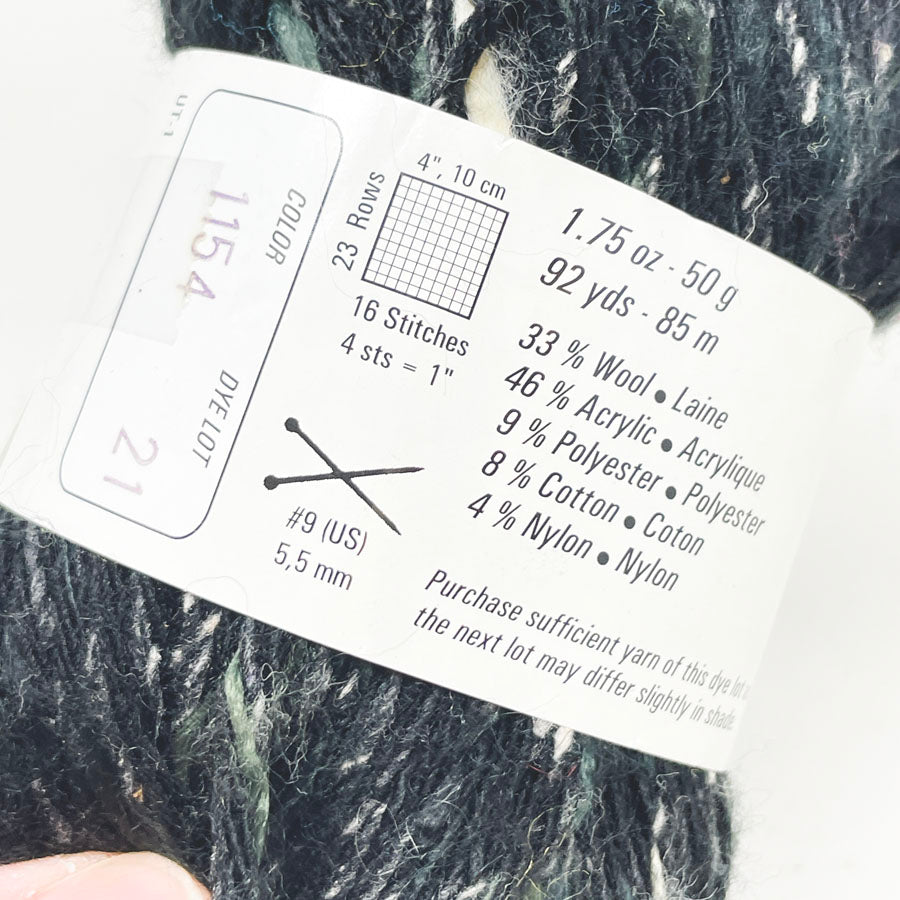 UT-1
COLOR
1154
DYE LOT
21
4", 10 cm
23 Rows
16 Stitches
4 sts = 1"
#9 (US)
5,5 mm
1.75 oz - 50 g
92 yds - 85 m
33 % Wool • Laine
46 % Acrylic • Acrylique
9 % Polyester • Polyester
8 % Cotton • Coton
4 % Nylon • Nylon
Purchase sufficient yarn of this dye lot
the next lot may differ slightly in shade.